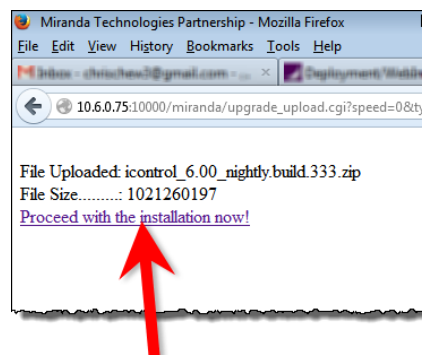 Miranda Technologies Partnership - Mozilla Firefox
File Edit View History Bookmarks Tools Help
10.6.0.75:10000/miranda/upgrade_upload.cgi?speed=0&ty
File Uploaded: icontrol_6.00_nightly.build.333.zip
File Size.........: 1021260197
Proceed with the installation now!